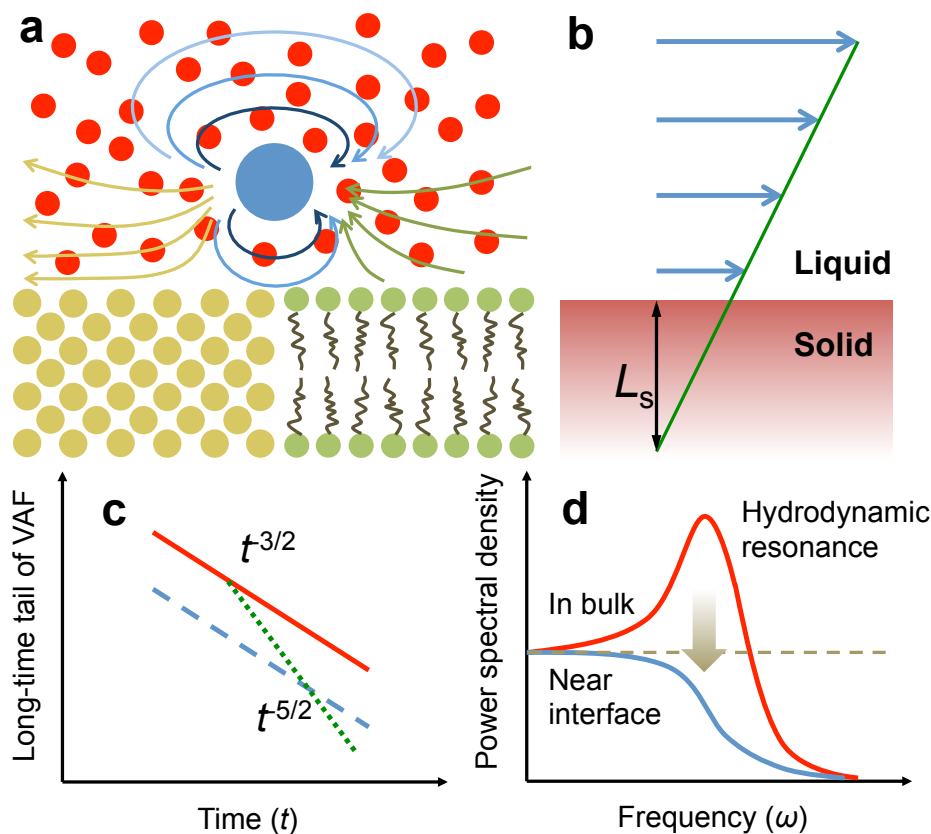 a
b
Liquid
Solid
Ls
Long-time tail of VAF
c
t-3/2
t-5/2
Time (t)
Power spectral density
d
Hydrodynamic
resonance
In bulk
Near
interface
Frequency (ω)